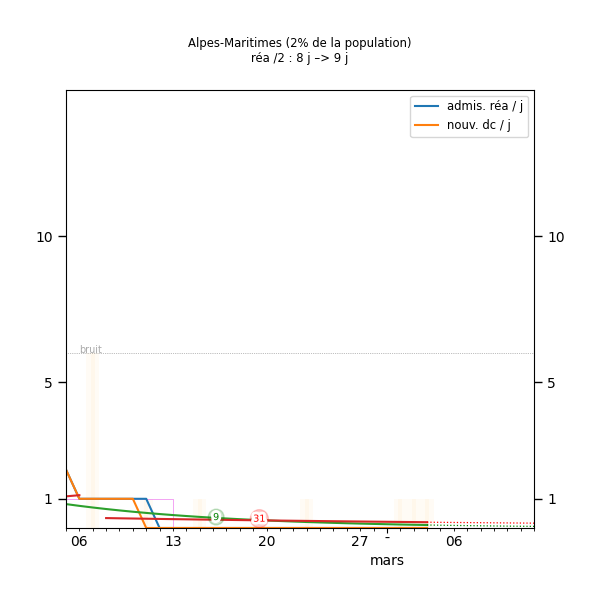 Alpes-Maritimes (2% de la population)
réa /2 : 8 j –> 9 j
admis. réa / j
nouv. dc / j
10
10
bruit
5
5
1
1
9
31
06
13
20
27
-
06
mars